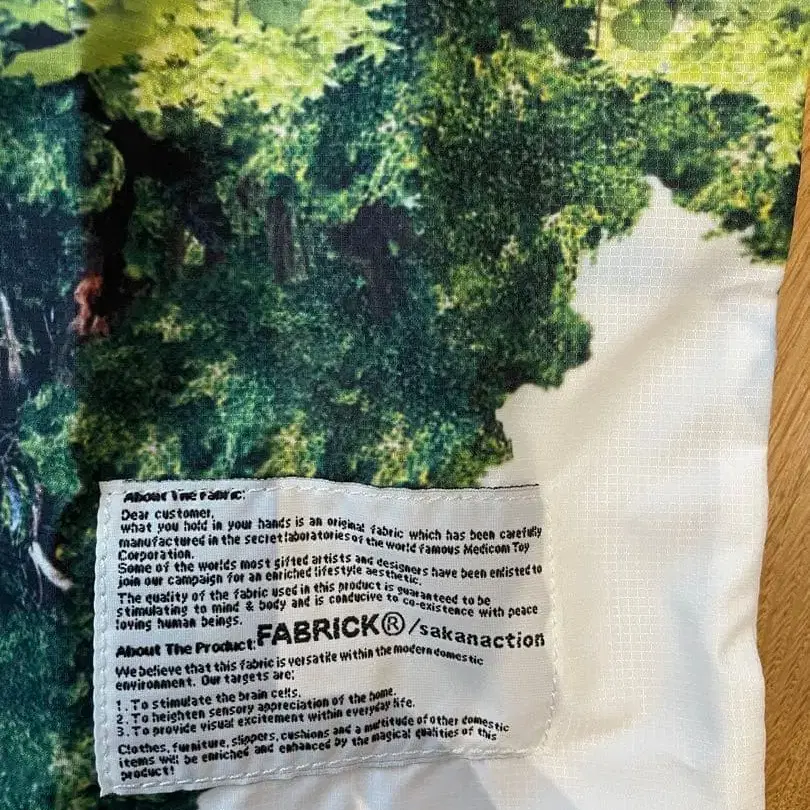 About The Fabric:
Dear customer,
what you hold in your hands is an original fabric which has been carefully
manufactured in the secret laboratories of the world famous Medicom Toy
Corporation.
Some of the worlds most gifted artists and designers have been enlisted to
join our campaign for an enriched lifestyle aesthetic.
The quality of the fabric used in this product is guaranteed to be
stimulating to mind & body and is conducive to co-existence with peace
loving human beings.
About The Product: FABRICK®/sakanaction
We believe that this fabric is versatile within the modern domestic
environment. Our targets are:
1. To stimulate the brain cells.
2. To heighten sensory appreciation of the home.
3. To provide visual excitement within everyday life.
Clothes, furniture, slippers, cushions and a multitude of other domestic
items will be enriched and enhanced by the magical qualities of this
product!